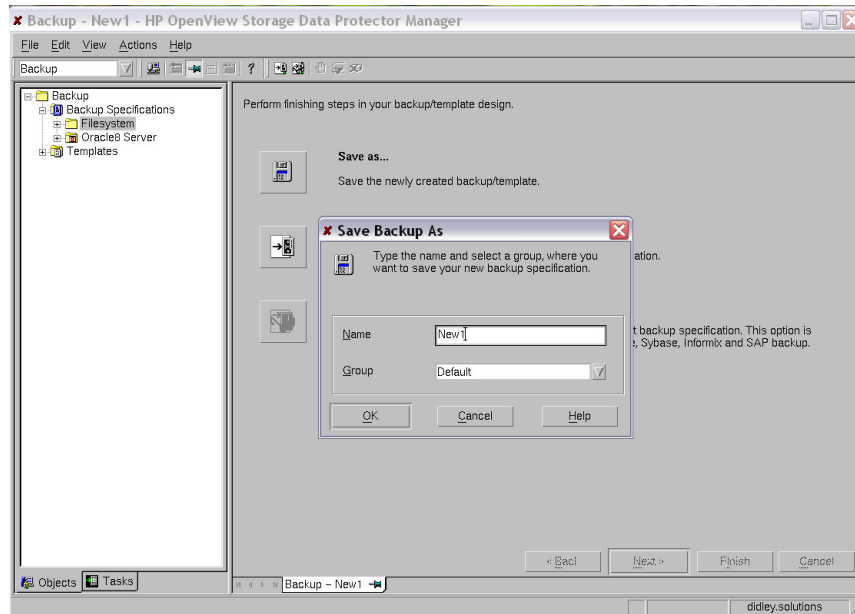 Backup - New1 - HP OpenView Storage Data Protector Manager
File Edit View Actions Help
Backup
?
Backup
Backup Specifications
Filesystem
Oracle8 Server
Templates
Perform finishing steps in your backup/template design.
Save as...
Save the newly created backup/template.
Save Backup As
Type the name and select a group, where you
want to save your new backup specification.
ation.
t backup specification. This option is
e, Sybase, Informix and SAP backup.
Name New1
Group Default
OK Cancel Help
< Back Next > Finish Cancel
Objects Tasks
Backup – New1
didley.solutions